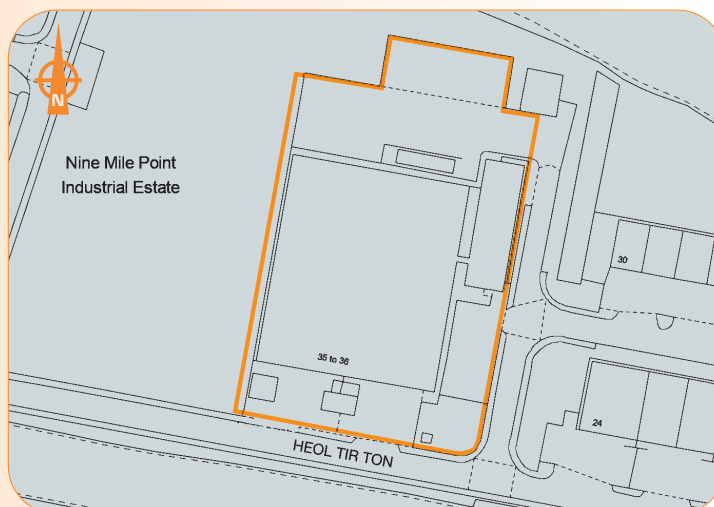 N
Nine Mile Point
Industrial Estate
30
35 to 36
24
HEOL TIR TON